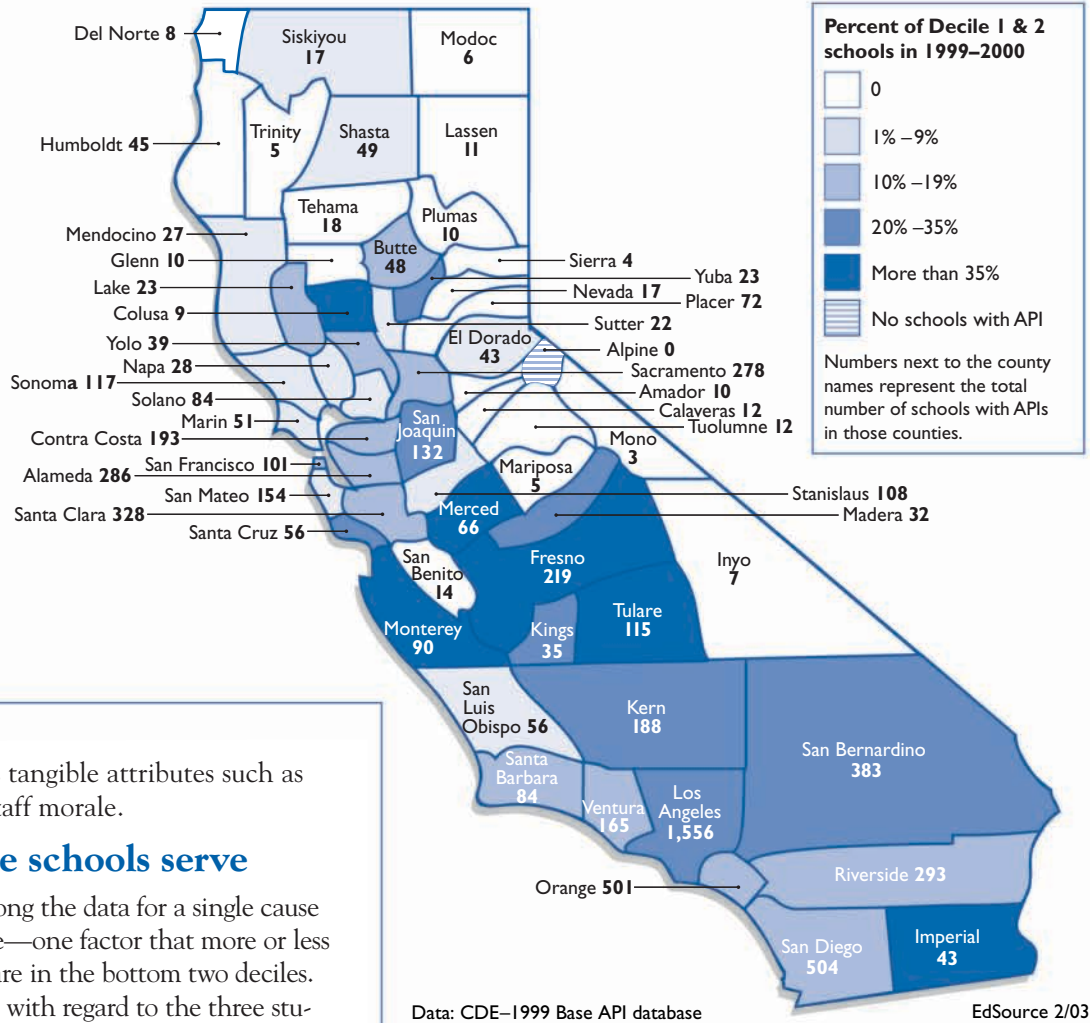 Del Norte 8
Siskiyou
17
Modoc
6
Humboldt 45
Trinity
5
Shasta
49
Lassen
11
Tehama
18
Plumas
10
Mendocino 27
Butte
48
Glenn 10
Sierra 4
Lake 23
Yuba 23
Nevada 17
Colusa 9
Placer 72
Sutter 22
Yolo 39
El Dorado
43
Alpine 0
Napa 28
Sacramento 278
Sonoma 117
Amador 10
Solano 84
Calaveras 12
Marin 51
San
Joaquin
132
Tuolumne 12
Contra Costa 193
Mono
3
San Francisco 101
Mariposa
5
Alameda 286
San Mateo 154
Stanislaus 108
Santa Clara 328
Merced
66
Madera 32
Santa Cruz 56
San
Benito
14
Fresno
219
Inyo
7
Monterey
90
Kings
35
Tulare
115
San
Luis
Obispo 56
Kern
188
San Bernardino
383
Santa
Barbara
84
Ventura
165
Los
Angeles
1,556
Orange 501
Riverside 293
San Diego
504
Imperial
43
Percent of Decile 1 & 2
schools in 1999–2000
0
1% –9%
10% –19%
20% –35%
More than 35%
No schools with API
Numbers next to the county
names represent the total
number of schools with APIs
in those counties.
tangible attributes such as
taff morale.
e schools serve
ong the data for a single cause
e—one factor that more or less
are in the bottom two deciles.
with regard to the three stu-
Data: CDE–1999 Base API database
EdSource 2/03